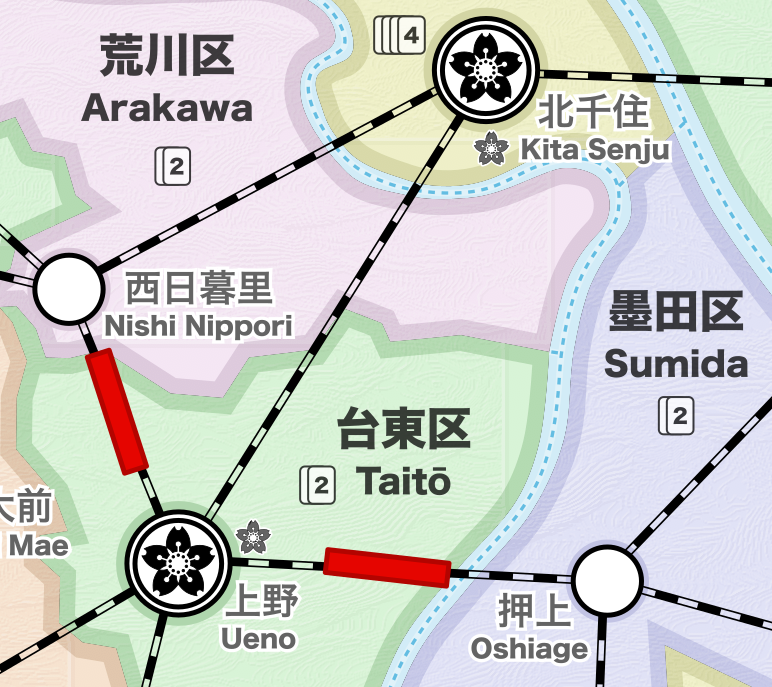 4
荒川区
Arakawa
2
北千住
Kita Senju
西日暮里
Nishi Nippori
墨田区
Sumida
2
台東区
2 Taitō
大前
Mae
上野
Ueno
押上
Oshiage